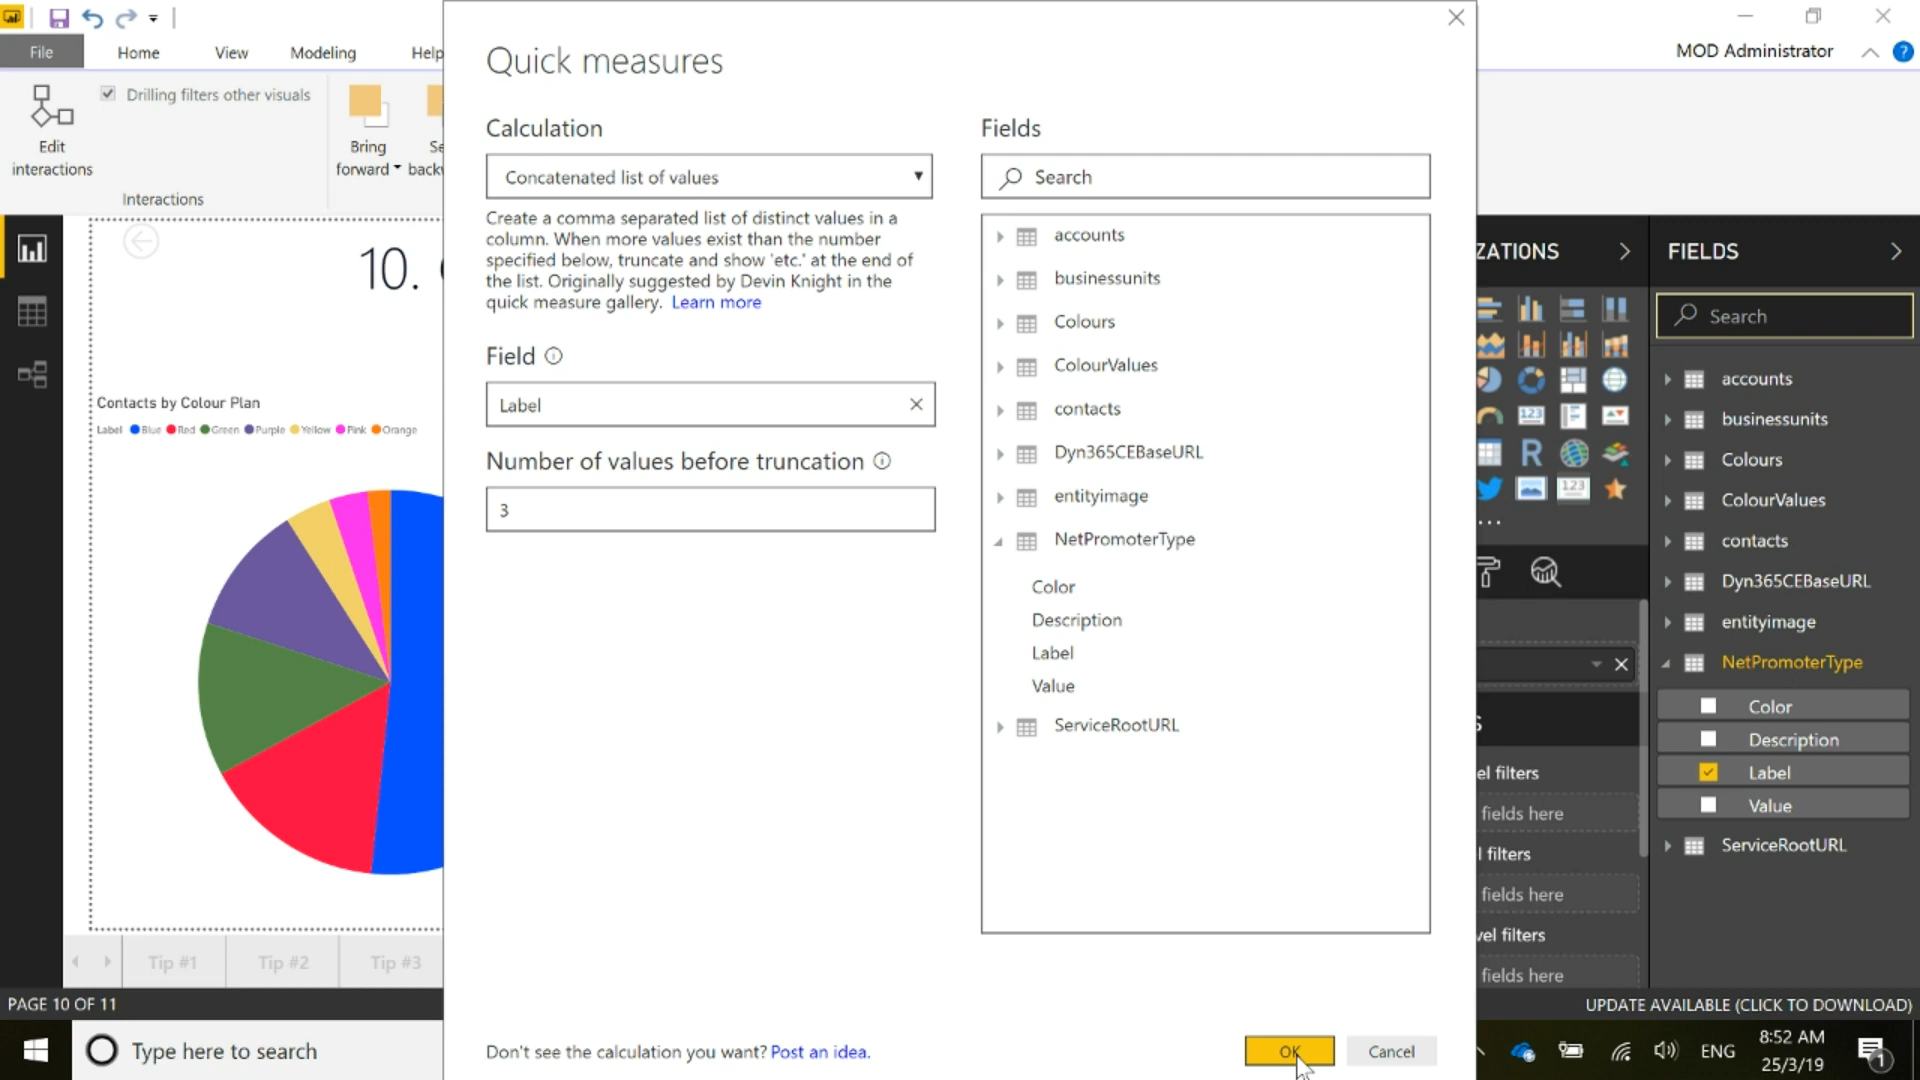 File
Home
View
Modeling
Help
MOD Administrator
?
Drilling filters other visuals
Edit
interactions
Bring
forward
Se
backw
Interactions
10.
Contacts by Colour Plan
Label Blue Red Green Purple Yellow Pink Orange
Tip #1
Tip #2
Tip #3
PAGE 10 OF 11
Quick measures
Calculation
Concatenated list of values
Create a comma separated list of distinct values in a
column. When more values exist than the number
specified below, truncate and show 'etc.' at the end of
the list. Originally suggested by Devin Knight in the
quick measure gallery. Learn more
Field
Label
Number of values before truncation
3
Fields
Search
accounts
businessunits
Colours
ColourValues
contacts
Dyn365CEBaseURL
entityimage
NetPromoterType
Color
Description
Label
Value
ServiceRootURL
Don't see the calculation you want? Post an idea.
OK
Cancel
ZATIONS
123
R
123
...
S
el filters
fields here
l filters
fields here
vel filters
fields here
FIELDS
Search
accounts
businessunits
Colours
ColourValues
contacts
Dyn365CEBaseURL
entityimage
NetPromoterType
Color
Description
Label
Value
ServiceRootURL
UPDATE AVAILABLE (CLICK TO DOWNLOAD)
Type here to search
ENG
8:52 AM
25/3/19
1